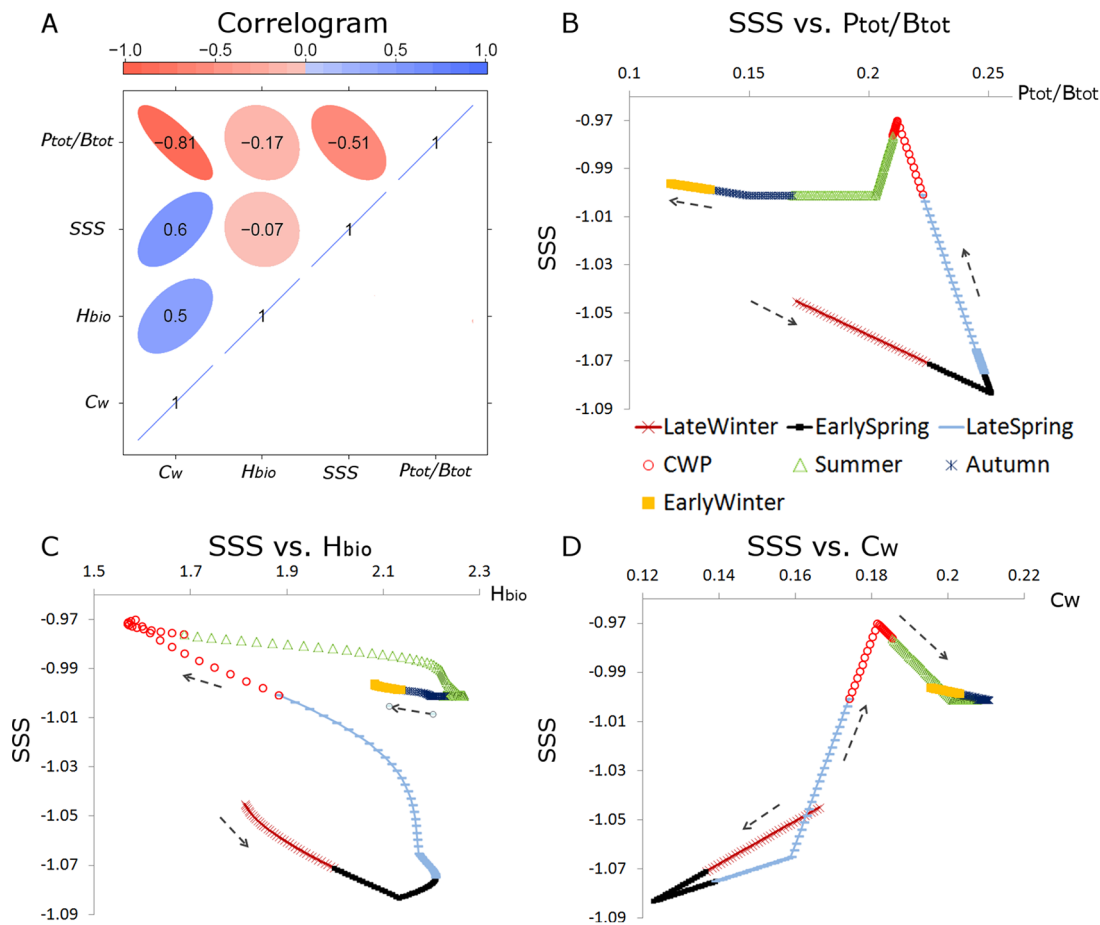 A Correlogram
−1.0 −0.5 0.0 0.5 1.0
Ptot/Btot −0.81 −0.17 −0.51 1
SSS 0.6 −0.07 1
Hbio 0.5 1
Cw 1
Cw Hbio SSS Ptot/Btot
B SSS vs. Ptot/Btot
0.1 0.15 0.2 0.25
Ptot/Btot
-0.97
-0.99
-1.01
-1.03
-1.05
-1.07
-1.09
SSS
LateWinter EarlySpring LateSpring
CWP Summer Autumn
EarlyWinter
C SSS vs. Hbio
1.5 1.7 1.9 2.1 2.3
Hbio
-0.97
-0.99
-1.01
-1.03
-1.05
-1.07
-1.09
SSS
D SSS vs. Cw
0.12 0.14 0.16 0.18 0.2 0.22
Cw
-0.97
-0.99
-1.01
-1.03
-1.05
-1.07
-1.09
SSS